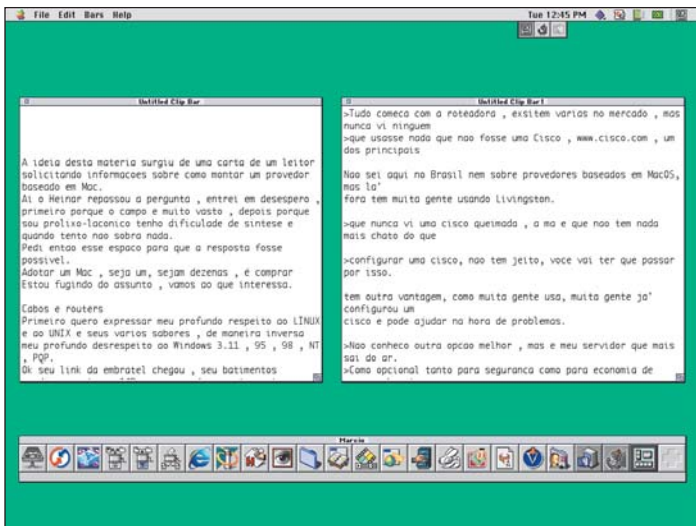 File Edit Bars Help
Tue 12:45 PM
Untitled Clip Bar
A ideia desta materia surgiu de uma carta de um leitor
solicitando informacoes sobre como montar um provedor
baseado em Mac.
Ai o Heinar repassou a pergunta , entrei em desespero ,
primeiro porque o campo e muito vasto , depois porque
sou prolixo-laconico tenho dificulade de sintese e
quando tento nao sobra nada.
Pedi entao esse espaco para que a resposta fosse
possivel.
Adotar um Mac , seja um, sejam dezenas , é comprar
Estou fugindo do assunto , vamos ao que interessa.
Cabos e routers
Primeiro quero expressar meu profundo respeito ao LINUX
e ao UNIX e seus varios sabores , de maneira inversa
meu profundo desrespeito ao Windows 3.11 , 95 , 98 , NT
, PQP.
Ok seu link da embratel chegou , seu batimentos
Untitled Clip Bar1
>Tudo comeca com a roteadora , exsitem varias no mercado , mas
nunca vi ninguem
>que usasse nada que nao fosse uma Cisco , www.cisco.com , um
dos principais
Nao sei aqui no Brasil nem sobre provedores baseados em MacOS,
mas la'
fora tem muita gente usando Livingston.
>que nunca vi uma cisco queimada , a ma e que nao tem nada
mais chato do que
>configurar uma cisco, nao tem jeito, voce vai ter que passar
por isso.
tem outra vantagem, como muita gente usa, muita gente ja'
configurou um
cisco e pode ajudar na hora de problemas.
>Nao conheco outra opcao melhor , mas e meu servidor que mais
sai do ar.
>Como opcional tanto para seguranca como para economia de
Marcio